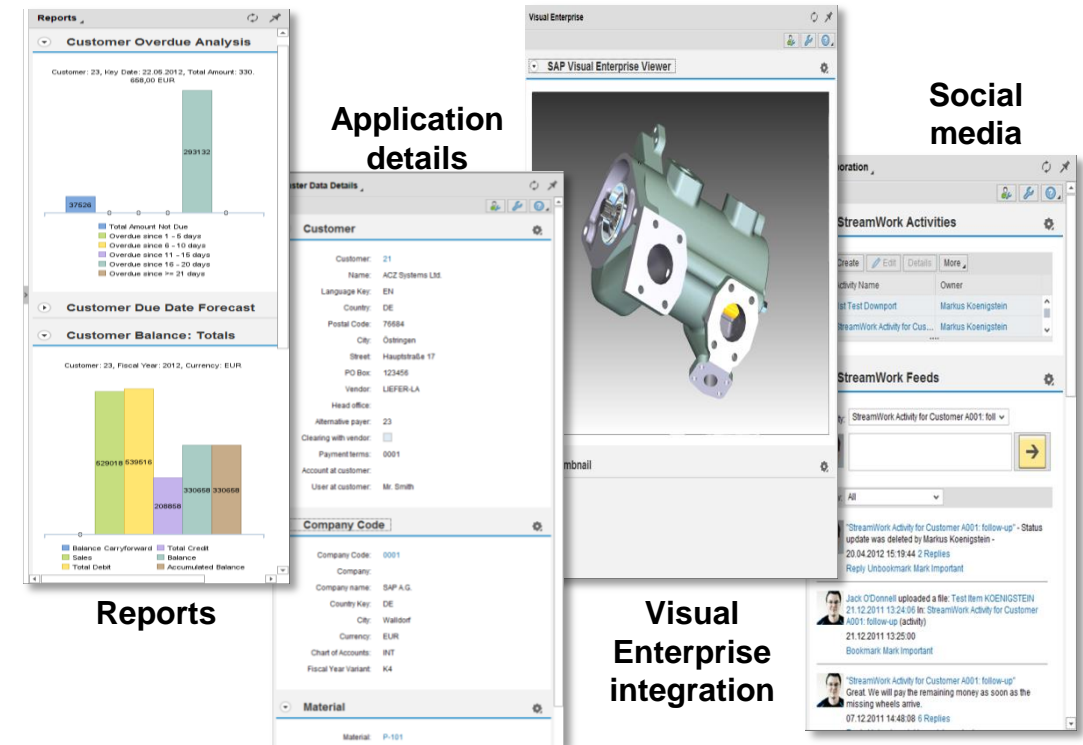 Reports
Customer Overdue Analysis
Customer: 23, Key Date: 22.05.2012, Total Amount: 330.
658,00 EUR
293132
37526
0 0 0 0
Total Amount Not Due
Overdue since 1 - 5 days
Overdue since 6 - 10 days
Overdue since 11 - 15 days
Overdue since 16 - 20 days
Overdue since >= 21 days
Customer Due Date Forecast
Customer Balance: Totals
Customer: 23, Fiscal Year: 2012, Currency: EUR
0
529018 539516
208858
330658 330658
Balance Carryforward Total Credit
Sales Balance
Total Debit Accumulated Balance
Reports
Application
details
ster Data Details
Customer
Customer: 21
Name: ACZ Systems Ltd.
Language Key: EN
Country: DE
Postal Code: 76684
City: Östringen
Street: Hauptstraße 17
PO Box: 123456
Vendor: LIEFER-LA
Head office:
Alternative payer: 23
Clearing with vendor:
Payment terms: 0001
Account at customer:
User at customer: Mr. Smith
Company Code
Company Code: 0001
Company:
Company name: SAP A.G.
Country Key: DE
City: Walldorf
Currency: EUR
Chart of Accounts: INT
Fiscal Year Variant: K4
Material
Material: P-101
Visual Enterprise
SAP Visual Enterprise Viewer
mbnail
Visual
Enterprise
integration
Social
media
oration
StreamWork Activities
Create Edit Details More
ctivity Name Owner
st Test Downport Markus Koenigstein
StreamWork Activity for Cus... Markus Koenigstein
StreamWork Feeds
ty: StreamWork Activity for Customer A001: foll
All
"StreamWork Activity for Customer A001: follow-up" - Status
update was deleted by Markus Koenigstein -
20.04.2012 15:19:44 2 Replies
Reply Unbookmark Mark Important
Jack O'Donnell uploaded a file: Test Item KOENIGSTEIN
21.12.2011 13:24:06 In: StreamWork Activity for Customer
A001: follow-up (activity)
21.12.2011 13:25:00
Bookmark Mark Important
"StreamWork Activity for Customer A001: follow-up"
Great. We will pay the remaining money as soon as the
missing wheels arrive.
07.12.2011 14:48:08 6 Replies